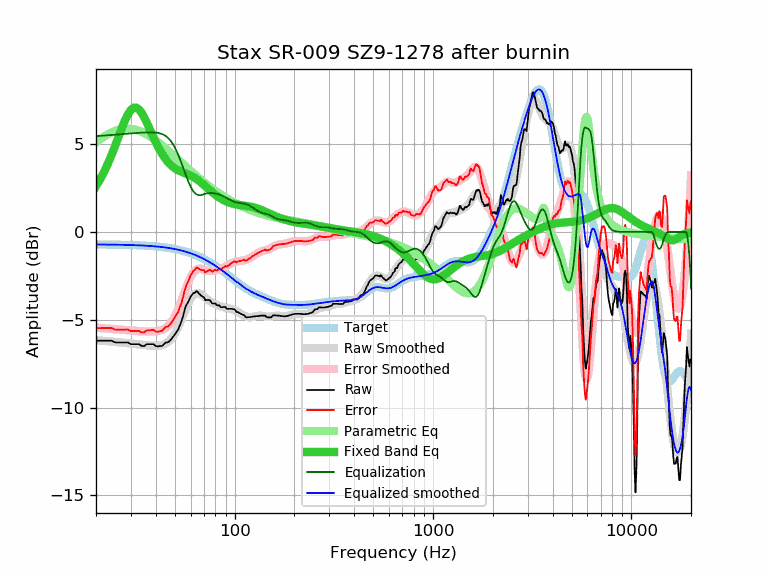 Stax SR-009 SZ9-1278 after burnin
Amplitude (dBr)
5
0
−5
−10
−15
Target
Raw Smoothed
Error Smoothed
Raw
Error
Parametric Eq
Fixed Band Eq
Equalization
Equalized smoothed
100
1000
10000
Frequency (Hz)